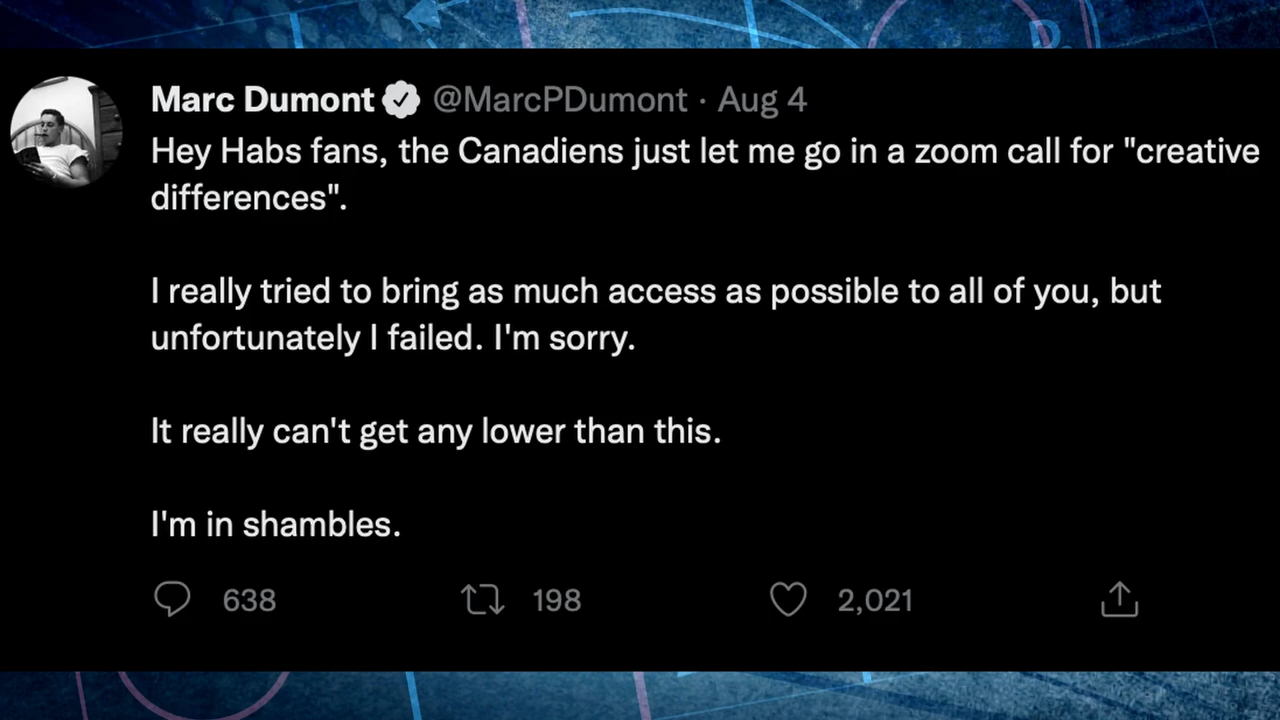 Marc Dumont @MarcPDumont · Aug 4
Hey Habs fans, the Canadiens just let me go in a zoom call for "creative
differences".
I really tried to bring as much access as possible to all of you, but
unfortunately I failed. I'm sorry.
It really can't get any lower than this.
I'm in shambles.
638 198 2,021